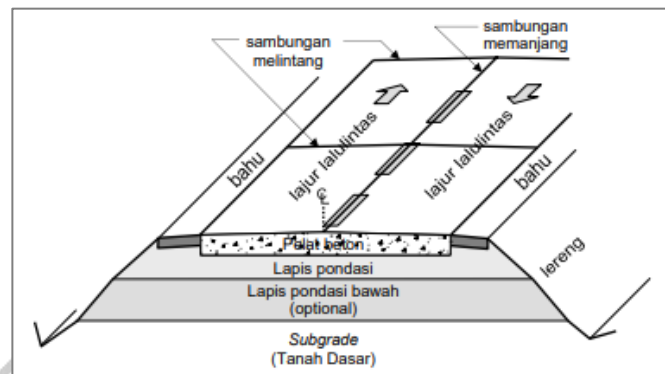 sambungan
melintang
sambungan
memanjang
bahu
lajur lalulintas
lajur lalulintas
bahu
lereng
CL
Pelat beton
Lapis pondasi
Lapis pondasi bawah
(optional)
Subgrade
(Tanah Dasar)